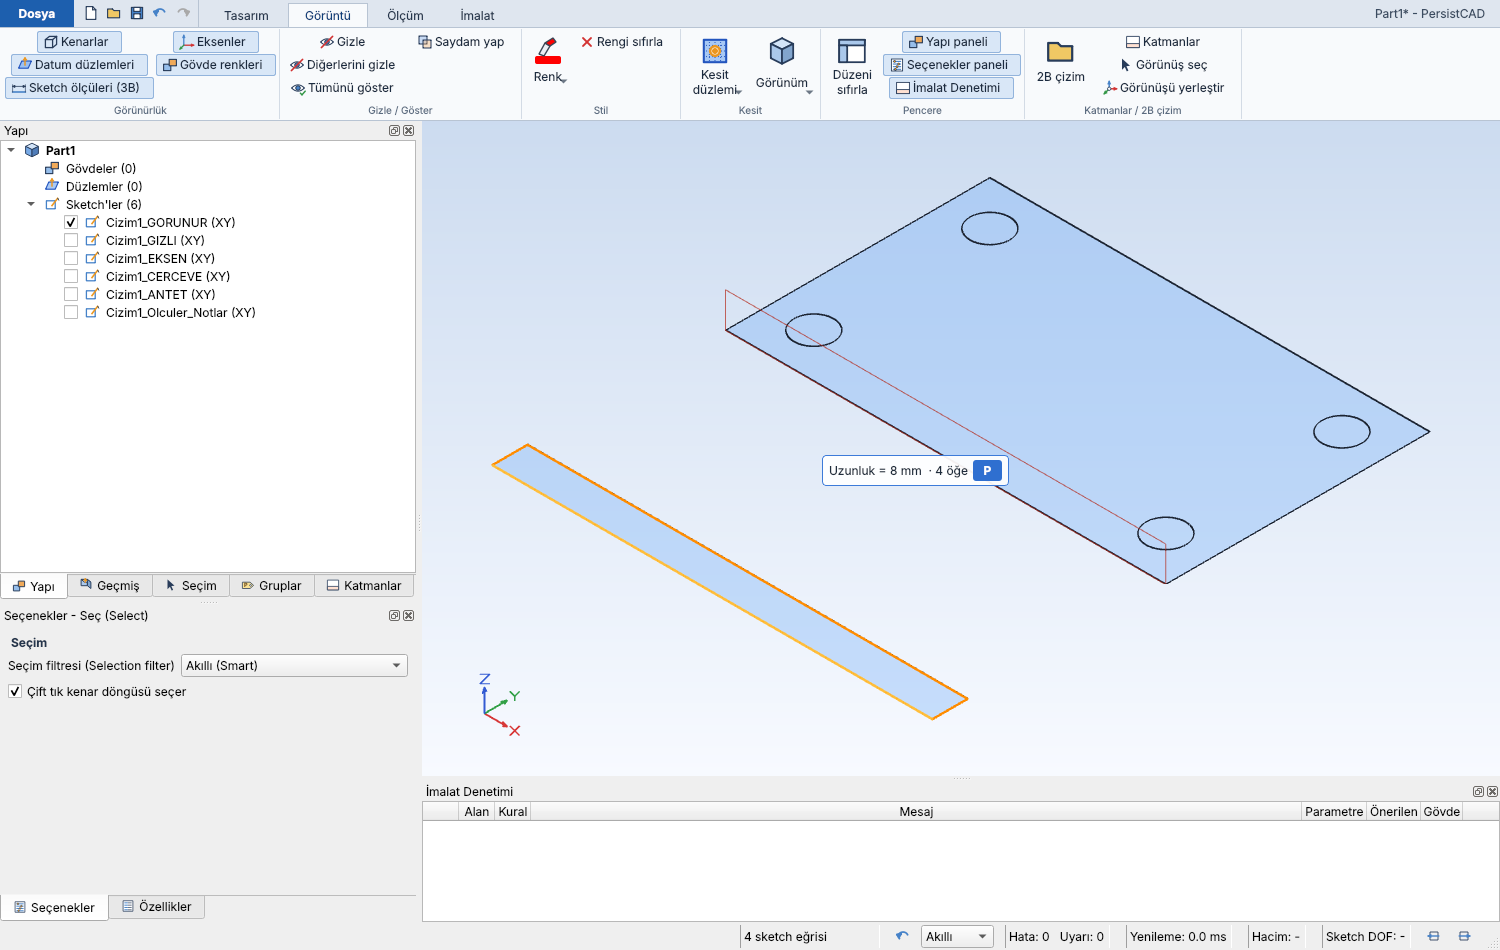 Dosya
Tasarım
Görüntü
Ölçüm
İmalat
Part1* - PersistCAD
Kenarlar
Eksenler
Datum düzlemleri
Gövde renkleri
Sketch ölçüleri (3B)
Görünürlük
Gizle
Saydam yap
Diğerlerini gizle
Tümünü göster
Gizle / Göster
Renk
Rengi sıfırla
Stil
Kesit
düzlemi
Görünüm
Kesit
Düzeni
sıfırla
Yapı paneli
Seçenekler paneli
İmalat Denetimi
Pencere
2B çizim
Katmanlar
Görünüş seç
Görünüşü yerleştir
Katmanlar / 2B çizim
Yapı
Part1
Gövdeler (0)
Düzlemler (0)
Sketch'ler (6)
Cizim1_GORUNUR (XY)
Cizim1_GIZLI (XY)
Cizim1_EKSEN (XY)
Cizim1_CERCEVE (XY)
Cizim1_ANTET (XY)
Cizim1_Olculer_Notlar (XY)
Yapı
Geçmiş
Seçim
Gruplar
Katmanlar
Seçenekler - Seç (Select)
Seçim
Seçim filtresi (Selection filter)
Akıllı (Smart)
Çift tık kenar döngüsü seçer
Seçenekler
Özellikler
Uzunluk = 8 mm · 4 öğe P
Z
Y
X
İmalat Denetimi
Alan
Kural
Mesaj
Parametre
Önerilen
Gövde
4 sketch eğrisi
Akıllı
Hata: 0
Uyarı: 0
Yenileme: 0.0 ms
Hacim: -
Sketch DOF: -